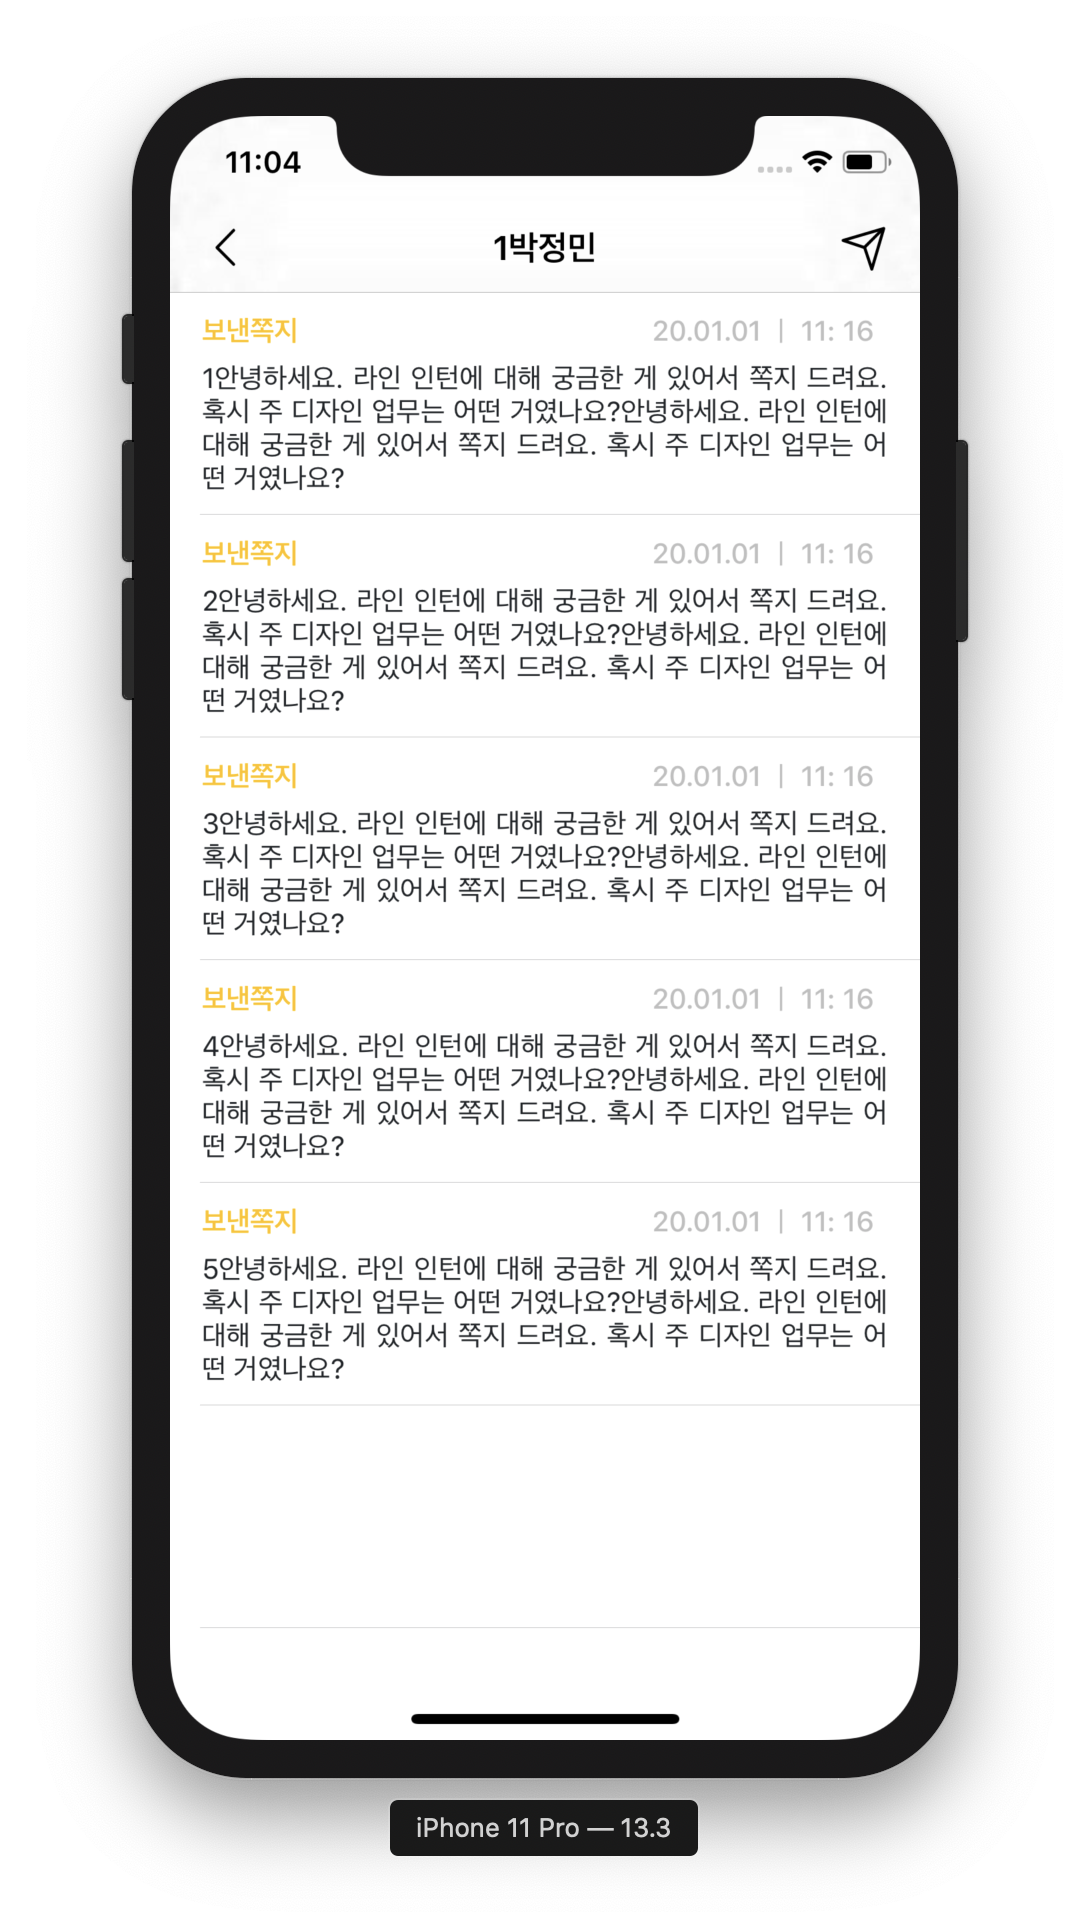 11:04
1박정민
보낸쪽지 20.01.01 | 11: 16
1안녕하세요. 라인 인턴에 대해 궁금한 게 있어서 쪽지 드려요.
혹시 주 디자인 업무는 어떤 거였나요?안녕하세요. 라인 인턴에
대해 궁금한 게 있어서 쪽지 드려요. 혹시 주 디자인 업무는 어
떤 거였나요?
보낸쪽지 20.01.01 | 11: 16
2안녕하세요. 라인 인턴에 대해 궁금한 게 있어서 쪽지 드려요.
혹시 주 디자인 업무는 어떤 거였나요?안녕하세요. 라인 인턴에
대해 궁금한 게 있어서 쪽지 드려요. 혹시 주 디자인 업무는 어
떤 거였나요?
보낸쪽지 20.01.01 | 11: 16
3안녕하세요. 라인 인턴에 대해 궁금한 게 있어서 쪽지 드려요.
혹시 주 디자인 업무는 어떤 거였나요?안녕하세요. 라인 인턴에
대해 궁금한 게 있어서 쪽지 드려요. 혹시 주 디자인 업무는 어
떤 거였나요?
보낸쪽지 20.01.01 | 11: 16
4안녕하세요. 라인 인턴에 대해 궁금한 게 있어서 쪽지 드려요.
혹시 주 디자인 업무는 어떤 거였나요?안녕하세요. 라인 인턴에
대해 궁금한 게 있어서 쪽지 드려요. 혹시 주 디자인 업무는 어
떤 거였나요?
보낸쪽지 20.01.01 | 11: 16
5안녕하세요. 라인 인턴에 대해 궁금한 게 있어서 쪽지 드려요.
혹시 주 디자인 업무는 어떤 거였나요?안녕하세요. 라인 인턴에
대해 궁금한 게 있어서 쪽지 드려요. 혹시 주 디자인 업무는 어
떤 거였나요?
iPhone 11 Pro — 13.3